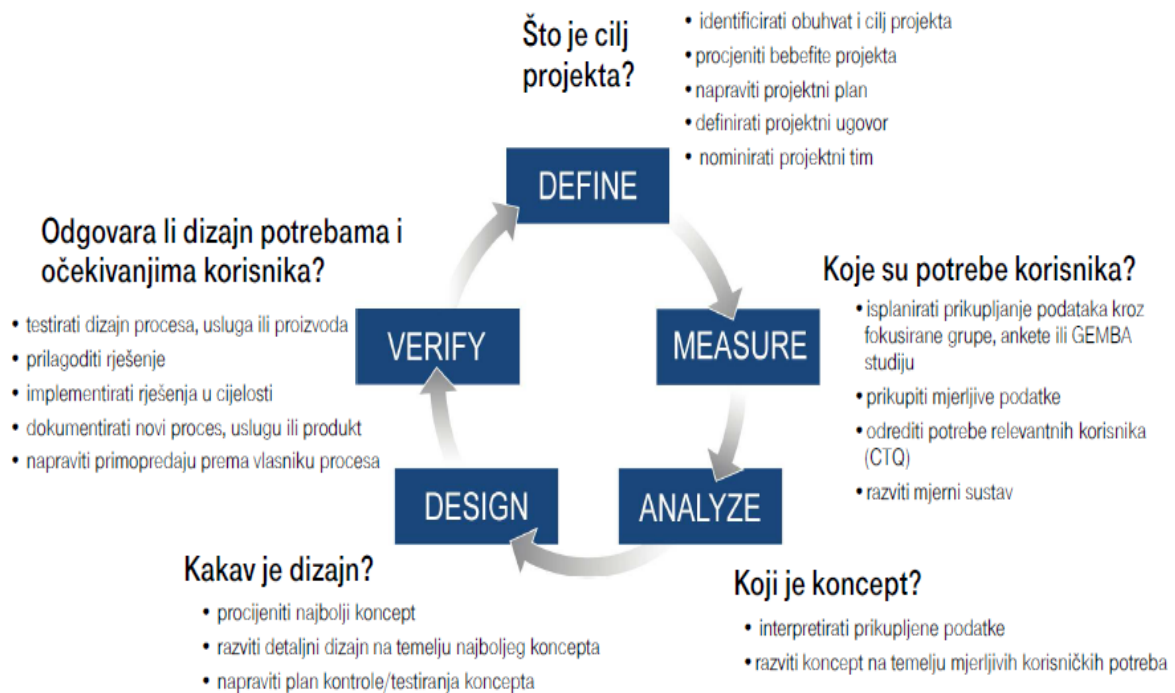 Što je cilj
projekta?
• identificirati obuhvat i cilj projekta
• procjeniti bebefite projekta
• napraviti projektni plan
• definirati projektni ugovor
• nominirati projektni tim
DEFINE
Koje su potrebe korisnika?
• isplanirati prikupljanje podataka kroz
fokusirane grupe, ankete ili GEMBA
studiju
• prikupiti mjerljive podatke
• odrediti potrebe relevantnih korisnika
(CTQ)
• razviti mjerni sustav
MEASURE
ANALYZE
Koji je koncept?
• interpretirati prikupljene podatke
• razviti koncept na temelju mjerljivih korisničkih potreba
DESIGN
Kakav je dizajn?
• procijeniti najbolji koncept
• razviti detaljni dizajn na temelju najboljeg koncepta
• napraviti plan kontrole/testiranja koncepta
VERIFY
Odgovara li dizajn potrebama i
očekivanjima korisnika?
• testirati dizajn procesa, usluga ili proizvoda
• prilagoditi rješenje
• implementirati rješenja u cijelosti
• dokumentirati novi proces, uslugu ili produkt
• napraviti primopredaju prema vlasniku procesa